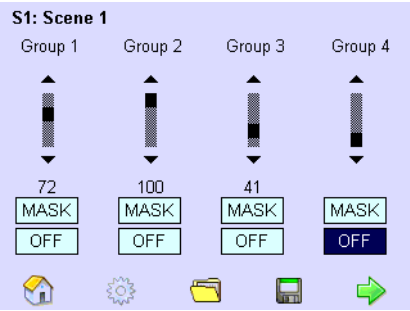 S1: Scene 1
Group 1 Group 2 Group 3 Group 4
72 100 41
MASK MASK MASK MASK
OFF OFF OFF OFF